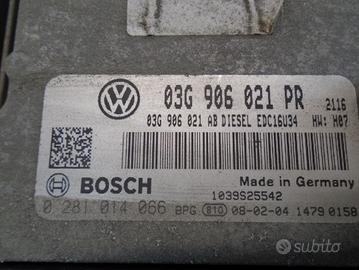 03G 906 021 PR 2116
03G 906 021 AB DIESEL EDC16U34 HW: H07
BOSCH
Made in Germany
1039S25542
0 281 014 066 BPG 810 08-02-04 1479 0158
subito